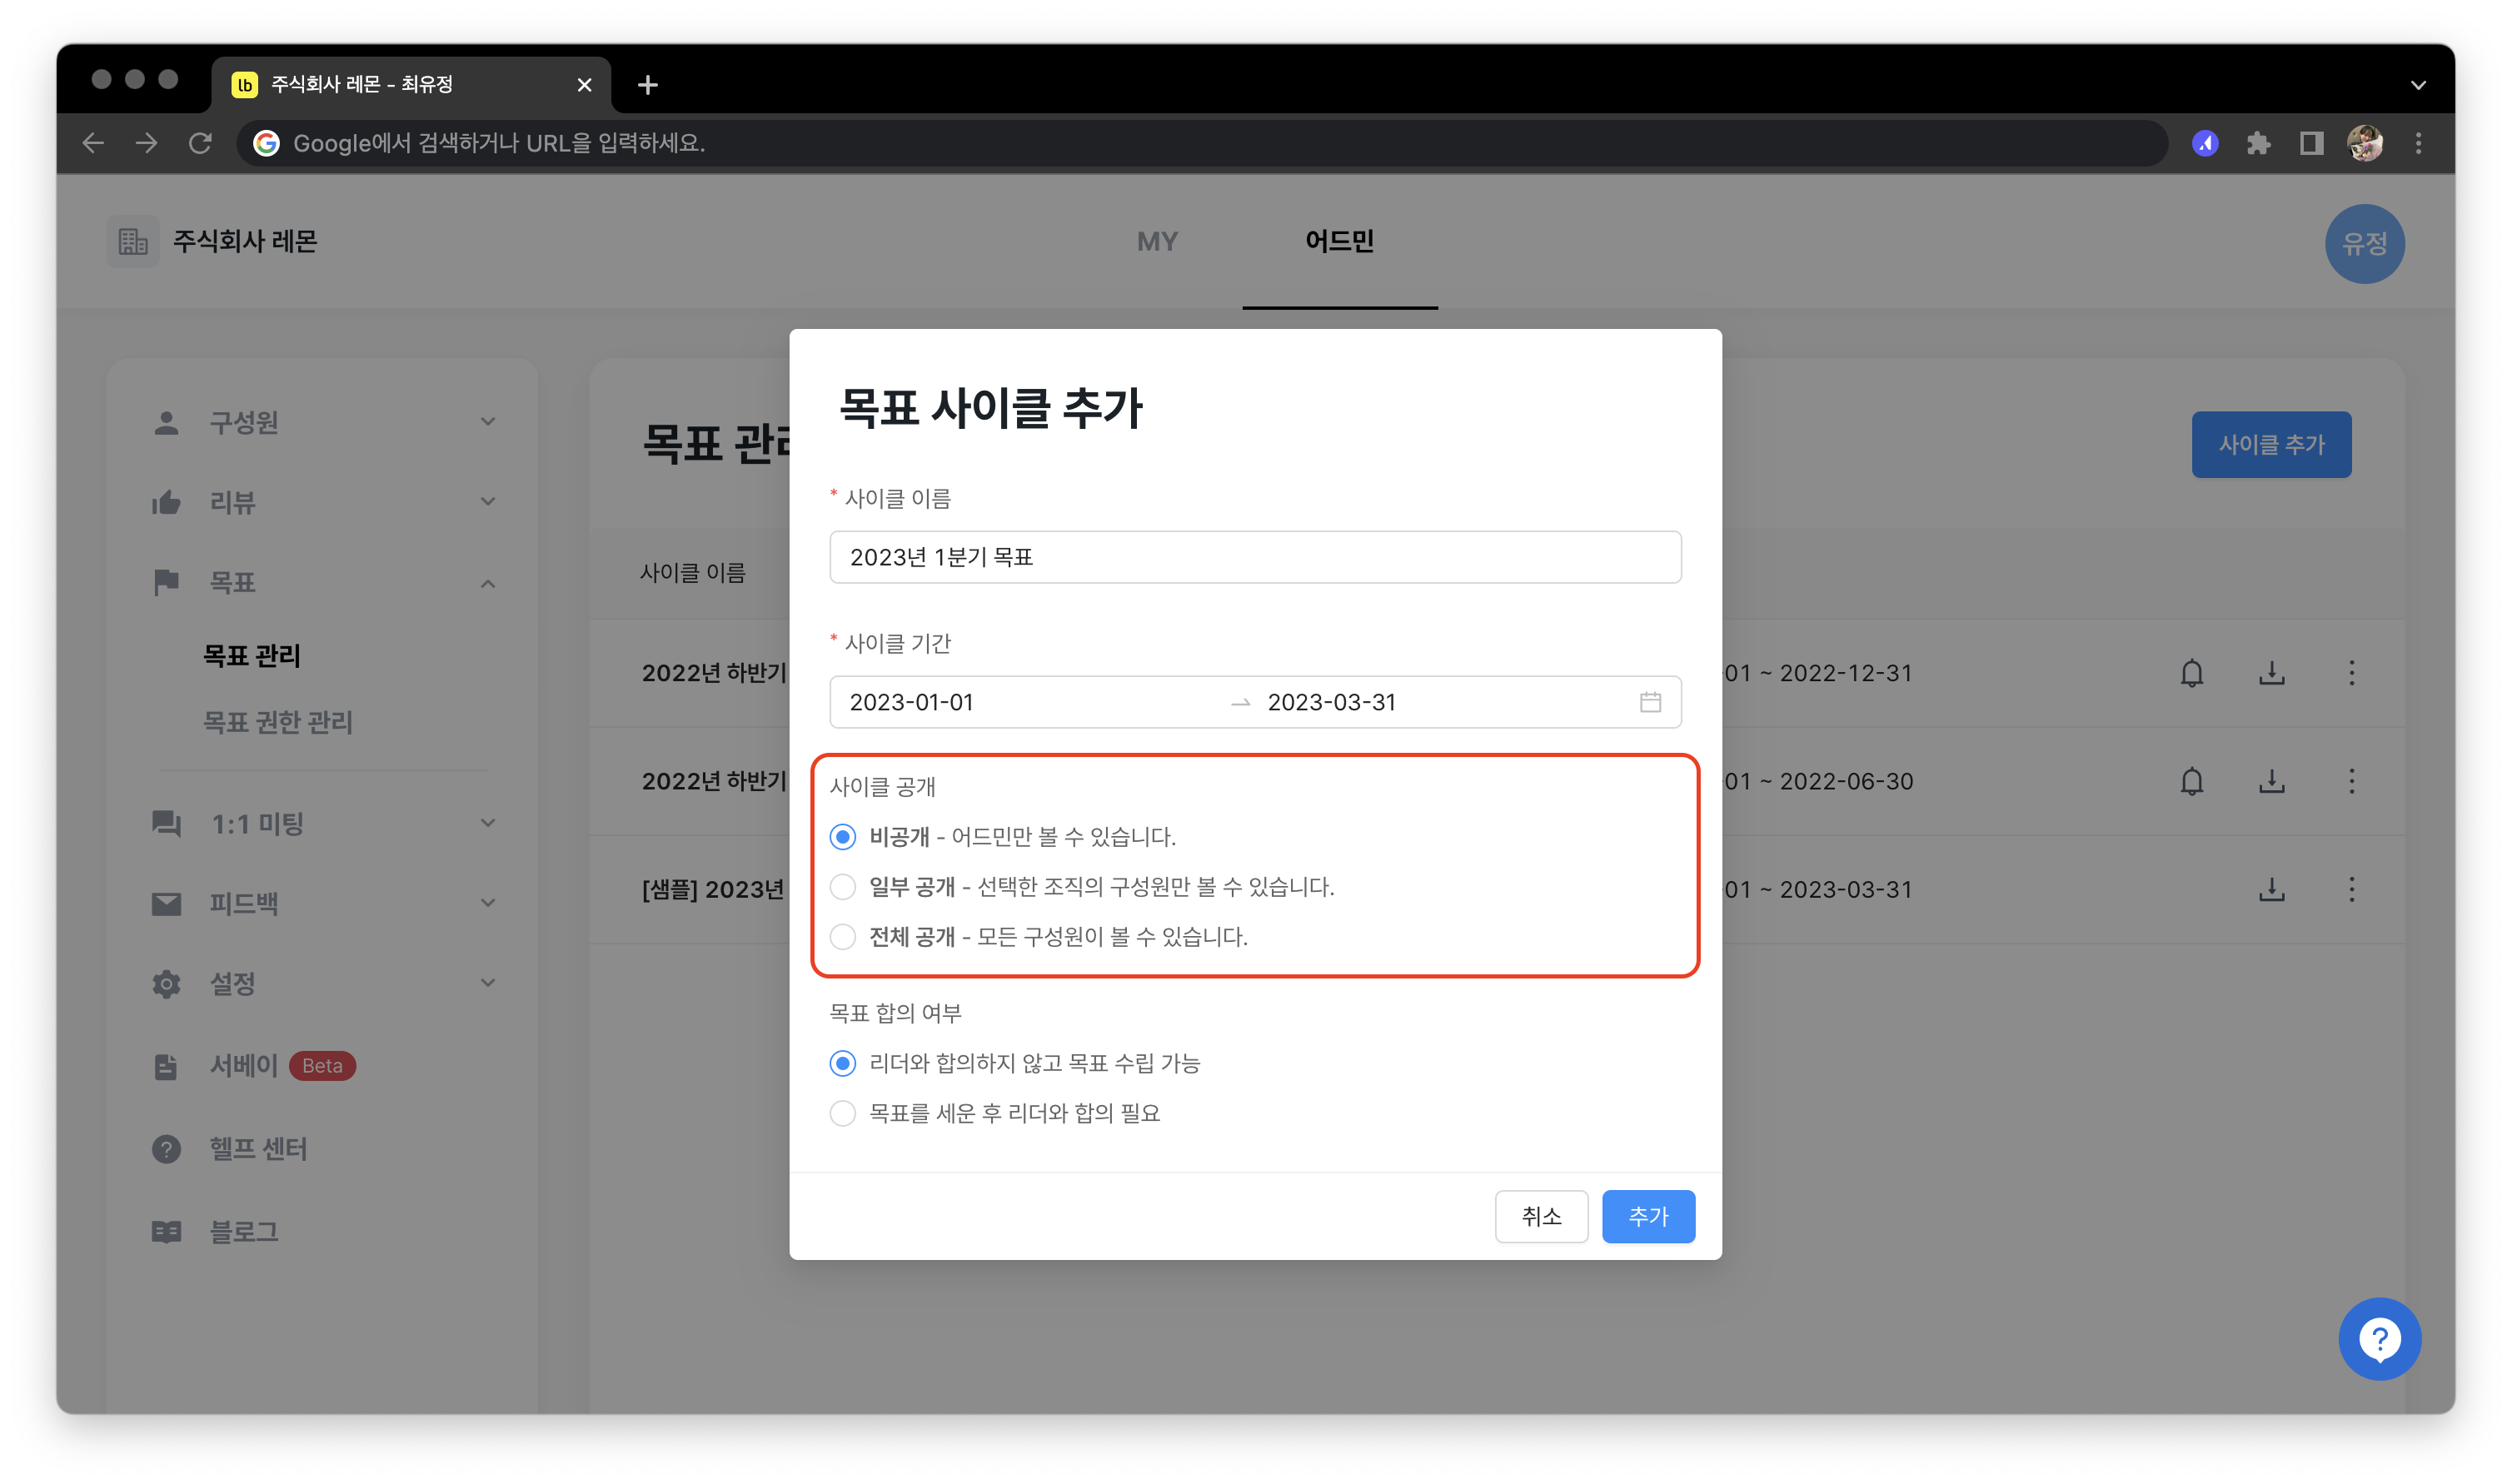 lb 주식회사 레몬 - 최유정
Google에서 검색하거나 URL을 입력하세요.
주식회사 레몬
MY
어드민
유정
구성원
리뷰
목표
목표 관리
목표 권한 관리
1:1 미팅
피드백
설정
서베이 Beta
헬프 센터
블로그
목표 관리
사이클 추가
사이클 이름
2022년 하반기
01 ~ 2022-12-31
2022년 하반기
01 ~ 2022-06-30
[샘플] 2023년
01 ~ 2023-03-31
목표 사이클 추가
* 사이클 이름
2023년 1분기 목표
* 사이클 기간
2023-01-01 → 2023-03-31
사이클 공개
비공개 - 어드민만 볼 수 있습니다.
일부 공개 - 선택한 조직의 구성원만 볼 수 있습니다.
전체 공개 - 모든 구성원이 볼 수 있습니다.
목표 합의 여부
리더와 합의하지 않고 목표 수립 가능
목표를 세운 후 리더와 합의 필요
취소
추가